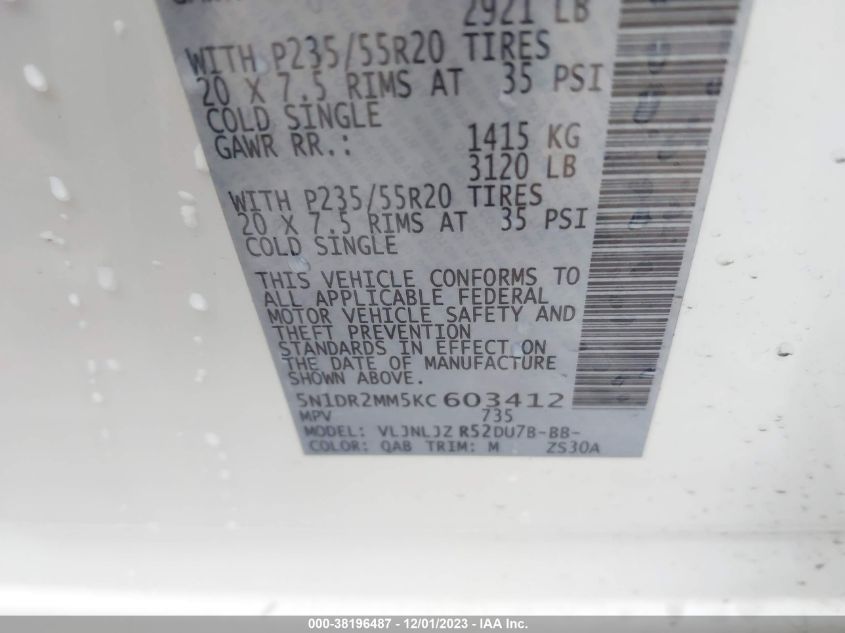 2921 LB
WITH P235/55R20 TIRES
20 X 7.5 RIMS AT 35 PSI
COLD SINGLE
GAWR RR.: 1415 KG
3120 LB
WITH P235/55R20 TIRES
20 X 7.5 RIMS AT 35 PSI
COLD SINGLE
THIS VEHICLE CONFORMS TO
ALL APPLICABLE FEDERAL
MOTOR VEHICLE SAFETY AND
THEFT PREVENTION
STANDARDS IN EFFECT ON
THE DATE OF MANUFACTURE
SHOWN ABOVE.
5N1DR2MM5KC603412
MPV 735
MODEL: VLJNLJZ R52DU7B-BB-
COLOR: QAB TRIM: M ZS30A
000-38196487 - 12/01/2023 - IAA Inc.